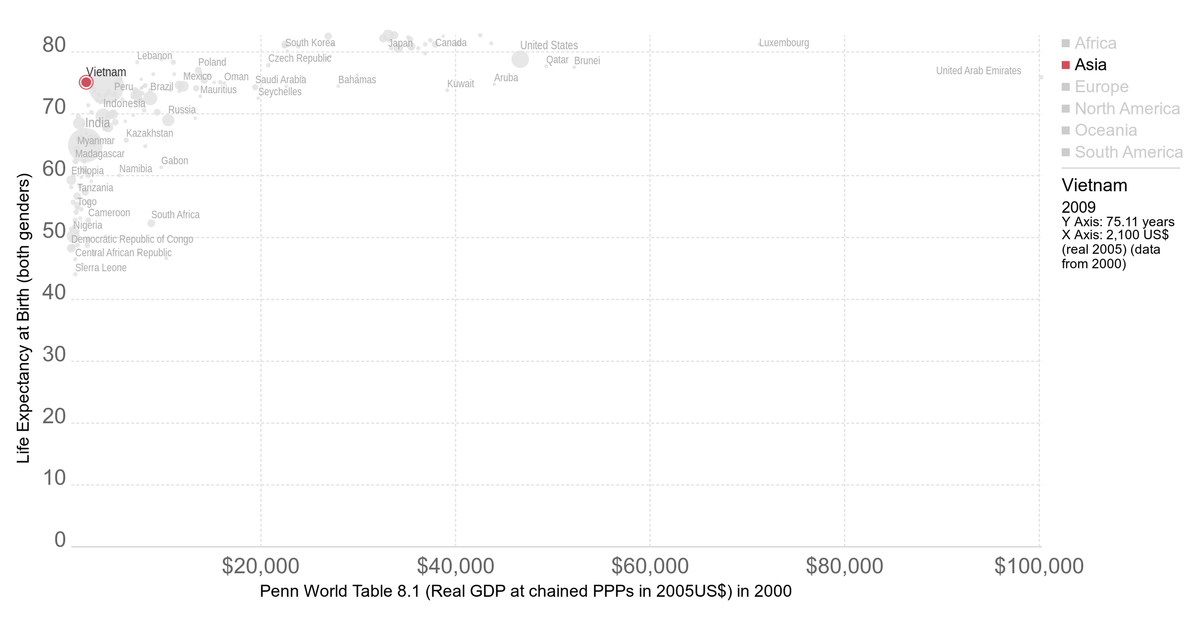 80
70
60
50
40
30
20
10
0
Life Expectancy at Birth (both genders)
South Korea
Japan
Canada
United States
Luxembourg
Lebanon
Czech Republic
Qatar
Brunei
Vietnam
Poland
United Arab Emirates
Mexico
Oman
Saudi Arabia
Bahamas
Aruba
Peru
Brazil
Mauritius
Seychelles
Kuwait
Indonesia
Russia
India
Kazakhstan
Myanmar
Madagascar
Gabon
Ethiopia
Namibia
Tanzania
Togo
Cameroon
South Africa
Nigeria
Democratic Republic of Congo
Central African Republic
Sierra Leone
$20,000
$40,000
$60,000
$80,000
$100,000
Penn World Table 8.1 (Real GDP at chained PPPs in 2005US$) in 2000
Africa
Asia
Europe
North America
Oceania
South America
Vietnam
2009
Y Axis: 75.11 years
X Axis: 2,100 US$
(real 2005) (data
from 2000)